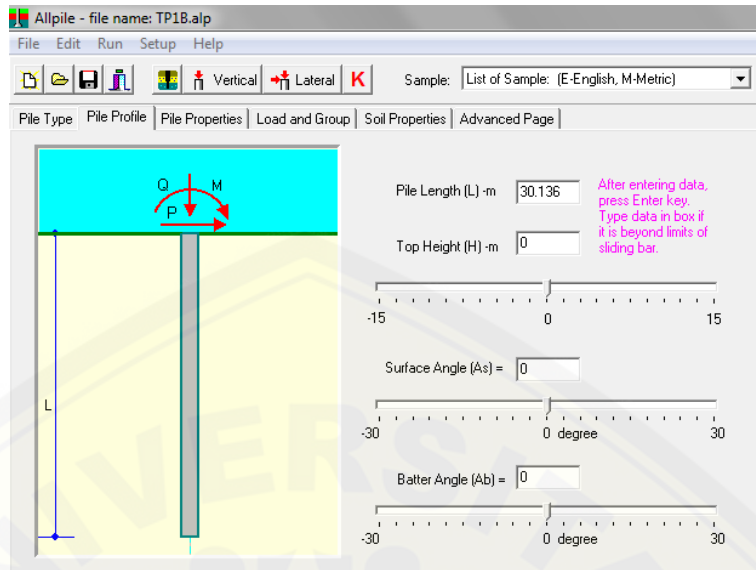 Allpile - file name: TP1B.alp
File Edit Run Setup Help
Vertical Lateral K Sample: List of Sample: (E-English, M-Metric)
Pile Type Pile Profile Pile Properties Load and Group Soil Properties Advanced Page
Q M
P
L
Pile Length (L) -m 30.136
After entering data,
press Enter key.
Type data in box if
it is beyond limits of
sliding bar.
Top Height (H) -m 0
-15 0 15
Surface Angle (As) = 0
-30 0 degree 30
Batter Angle (Ab) = 0
-30 0 degree 30